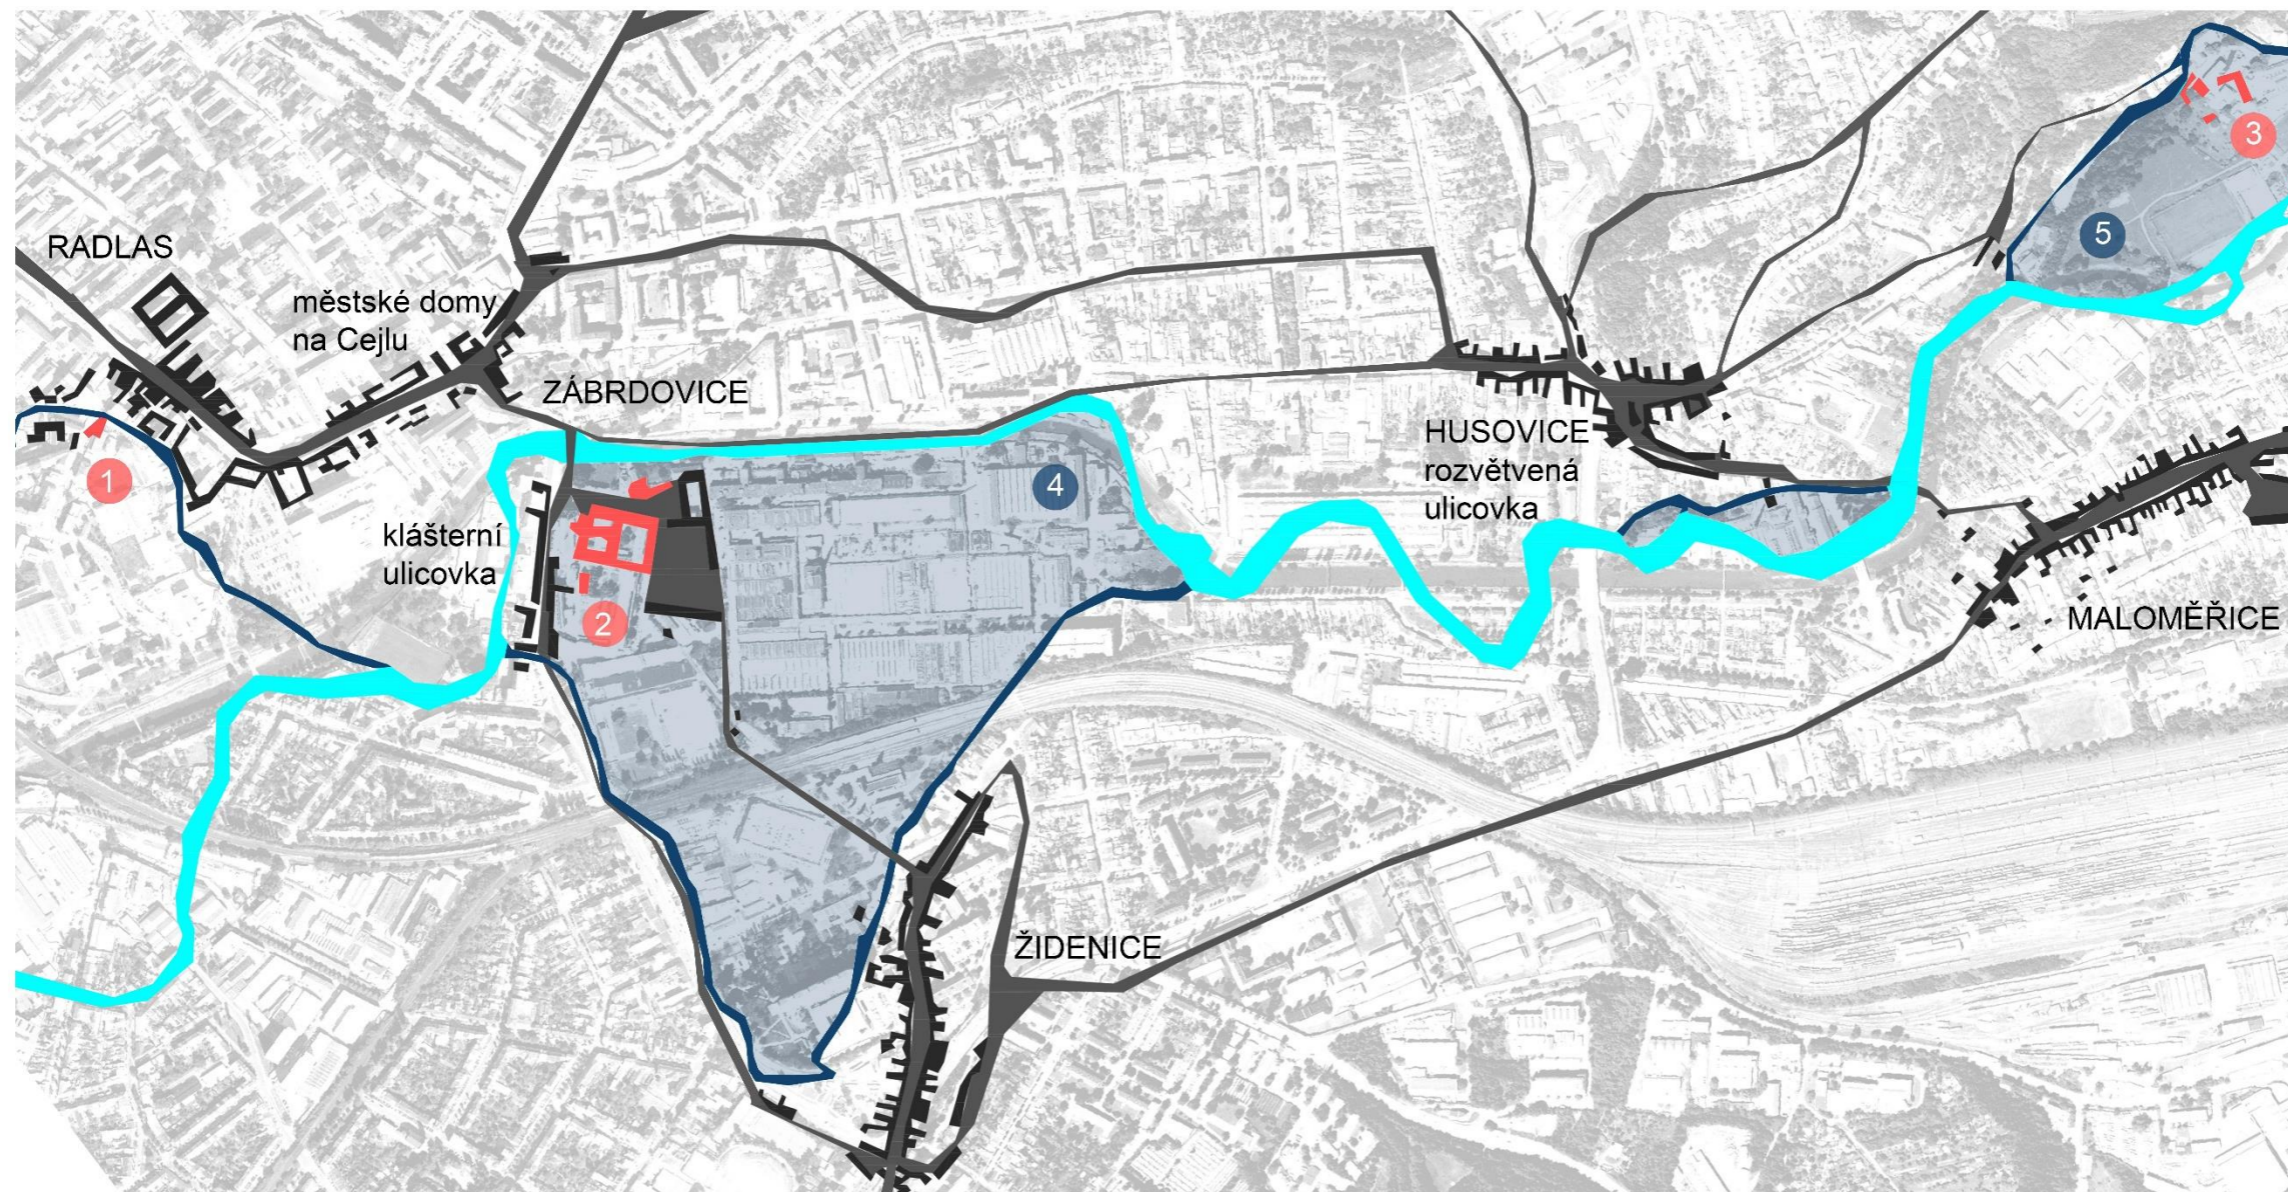 RADLAS
městské domy
na Cejlu
ZÁBRDOVICE
1
klášterní
ulicovka
2
4
HUSOVICE
rozvětvená
ulicovka
3
5
MALOMĚŘICE
ŽIDENICE